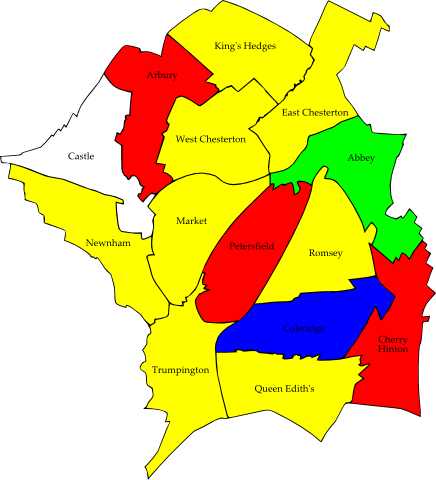 King's Hedges
Arbury
East Chesterton
West Chesterton
Castle
Abbey
Market
Newnham
Petersfield
Romsey
Coleridge
Cherry
Hinton
Trumpington
Queen Edith's